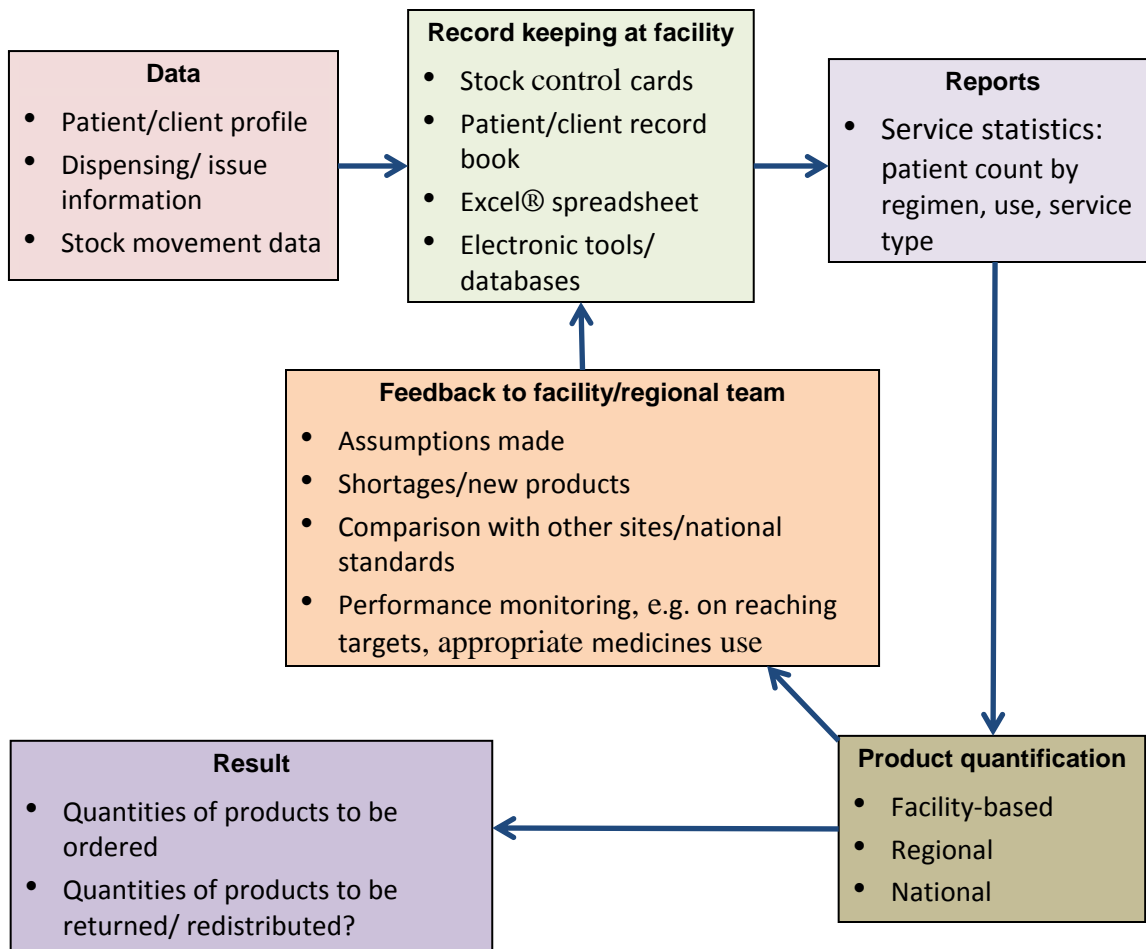 Data
• Patient/client profile
• Dispensing/ issue
information
• Stock movement data
Record keeping at facility
• Stock control cards
• Patient/client record
book
• Excel® spreadsheet
• Electronic tools/
databases
Reports
• Service statistics:
patient count by
regimen, use, service
type
Feedback to facility/regional team
• Assumptions made
• Shortages/new products
• Comparison with other sites/national
standards
• Performance monitoring, e.g. on reaching
targets, appropriate medicines use
Product quantification
• Facility-based
• Regional
• National
Result
• Quantities of products to be
ordered
• Quantities of products to be
returned/ redistributed?